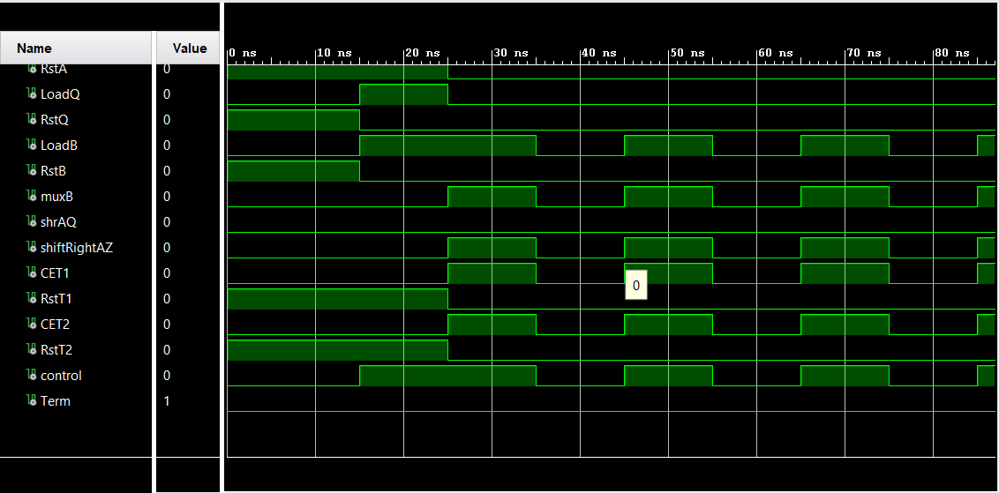 Name Value
0 ns 10 ns 20 ns 30 ns 40 ns 50 ns 60 ns 70 ns 80 ns
RstA 0
LoadQ 0
RstQ 0
LoadB 0
RstB 0
muxB 0
shrAQ 0
shiftRightAZ 0
CET1 0
0
RstT1 0
CET2 0
RstT2 0
control 0
Term 1